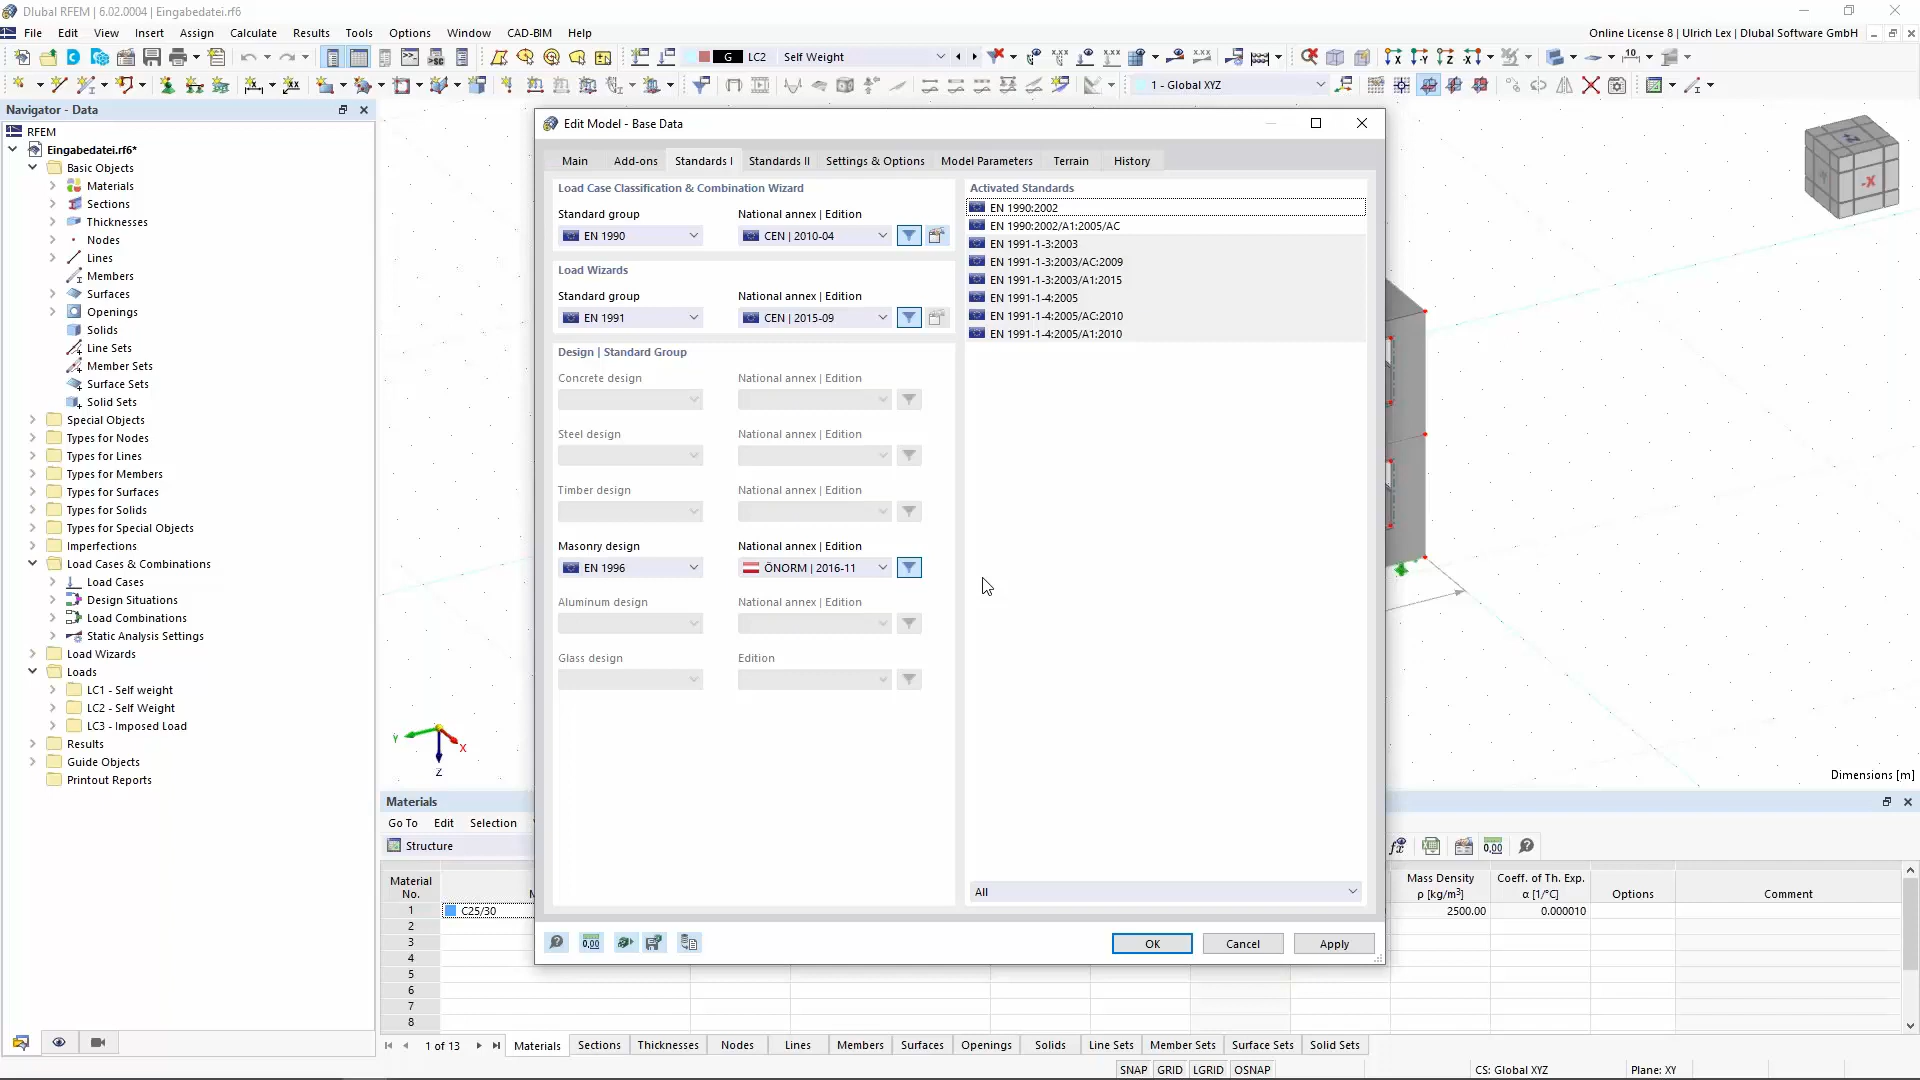 Dlubal RFEM | 6.02.0004 | Eingabedatei.rf6
File Edit View Insert Assign Calculate Results Tools Options Window CAD-BIM Help
Online License 8 | Ulrich Lex | Dlubal Software GmbH
G LC2 Self Weight
1 - Global XYZ
Navigator - Data
RFEM
Eingabedatei.rf6*
Basic Objects
Materials
Sections
Thicknesses
Nodes
Lines
Members
Surfaces
Openings
Solids
Line Sets
Member Sets
Surface Sets
Solid Sets
Special Objects
Types for Nodes
Types for Lines
Types for Members
Types for Surfaces
Types for Solids
Types for Special Objects
Imperfections
Load Cases & Combinations
Load Cases
Design Situations
Load Combinations
Static Analysis Settings
Load Wizards
Loads
LC1 - Self weight
LC2 - Self Weight
LC3 - Imposed Load
Results
Guide Objects
Printout Reports
Edit Model - Base Data
Main Add-ons Standards I Standards II Settings & Options Model Parameters Terrain History
Load Case Classification & Combination Wizard
Standard group National annex | Edition
EN 1990 CEN | 2010-04
Load Wizards
Standard group National annex | Edition
EN 1991 CEN | 2015-09
Design | Standard Group
Concrete design National annex | Edition
Steel design National annex | Edition
Timber design National annex | Edition
Masonry design National annex | Edition
EN 1996 ÖNORM | 2016-11
Aluminum design National annex | Edition
Glass design Edition
Activated Standards
EN 1990:2002
EN 1990:2002/A1:2005/AC
EN 1991-1-3:2003
EN 1991-1-3:2003/AC:2009
EN 1991-1-3:2003/A1:2015
EN 1991-1-4:2005
EN 1991-1-4:2005/AC:2010
EN 1991-1-4:2005/A1:2010
All
OK Cancel Apply
-X
Y X
Z
Dimensions [m]
Materials
Go To Edit Selection
Structure
Material
No.
Mass Density
ρ [kg/m³]
Coeff. of Th. Exp.
α [1/°C]
Options
Comment
1 C25/30 2500.00 0.000010
2
3
4
5
6
7
8
1 of 13 Materials Sections Thicknesses Nodes Lines Members Surfaces Openings Solids Line Sets Member Sets Surface Sets Solid Sets
SNAP GRID LGRID OSNAP CS: Global XYZ Plane: XY